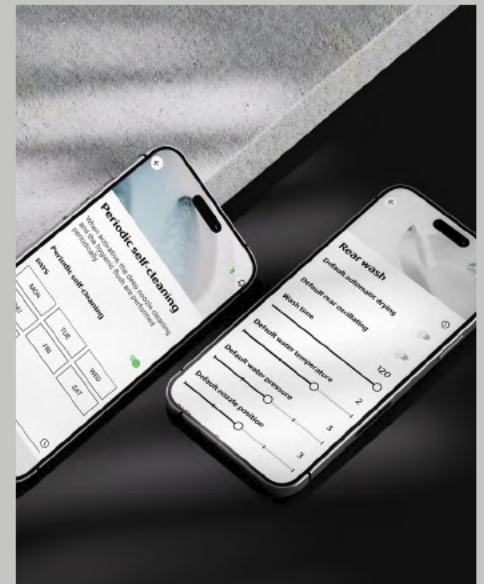 Periodic self-cleaning
When activated, the deep nozzle cleaning
and the hygienic flush are performed
periodically.
Periodic self-cleaning
DAYS
MON
TUE
WED
FRI
SAT
Rear wash
Default automatic drying
Default rear oscillating
Wash time
120
Default water temperature
2
Default water pressure
3
Default nozzle position
3